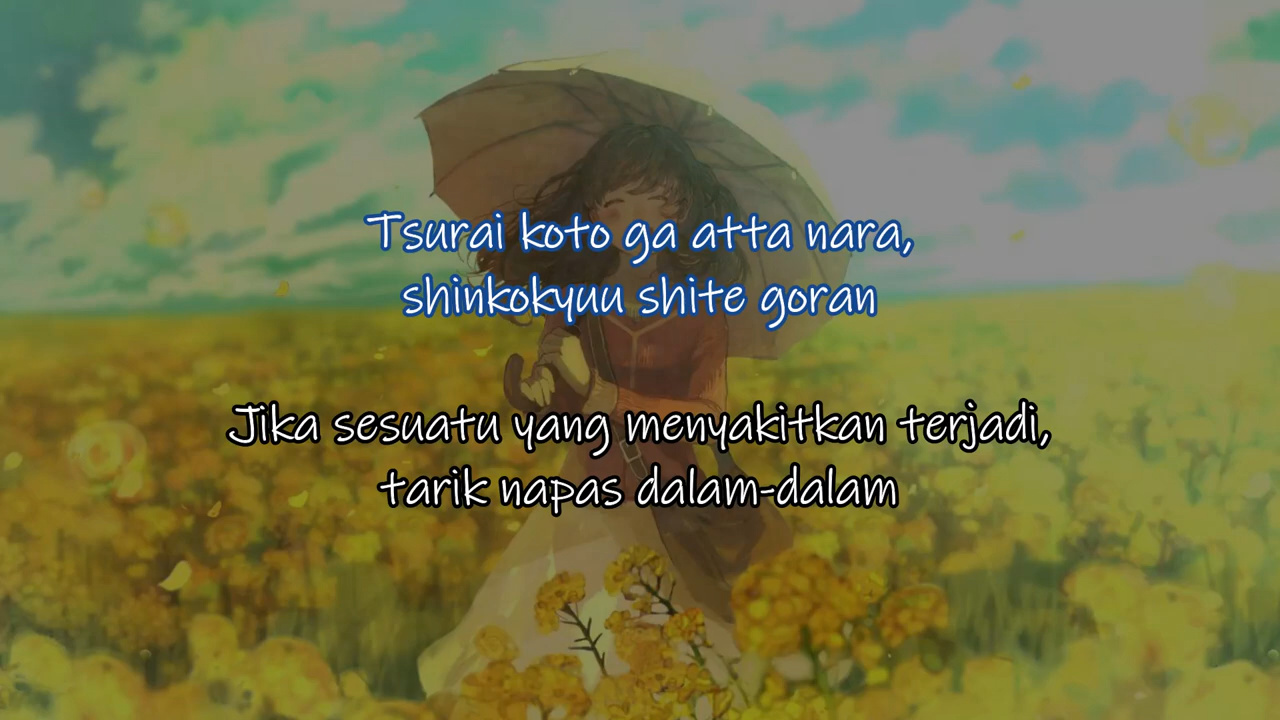 Tsurai koto ga atta nara,
shinkokyuu shite goran
Jika sesuatu yang menyakitkan terjadi,
tarik napas dalam-dalam